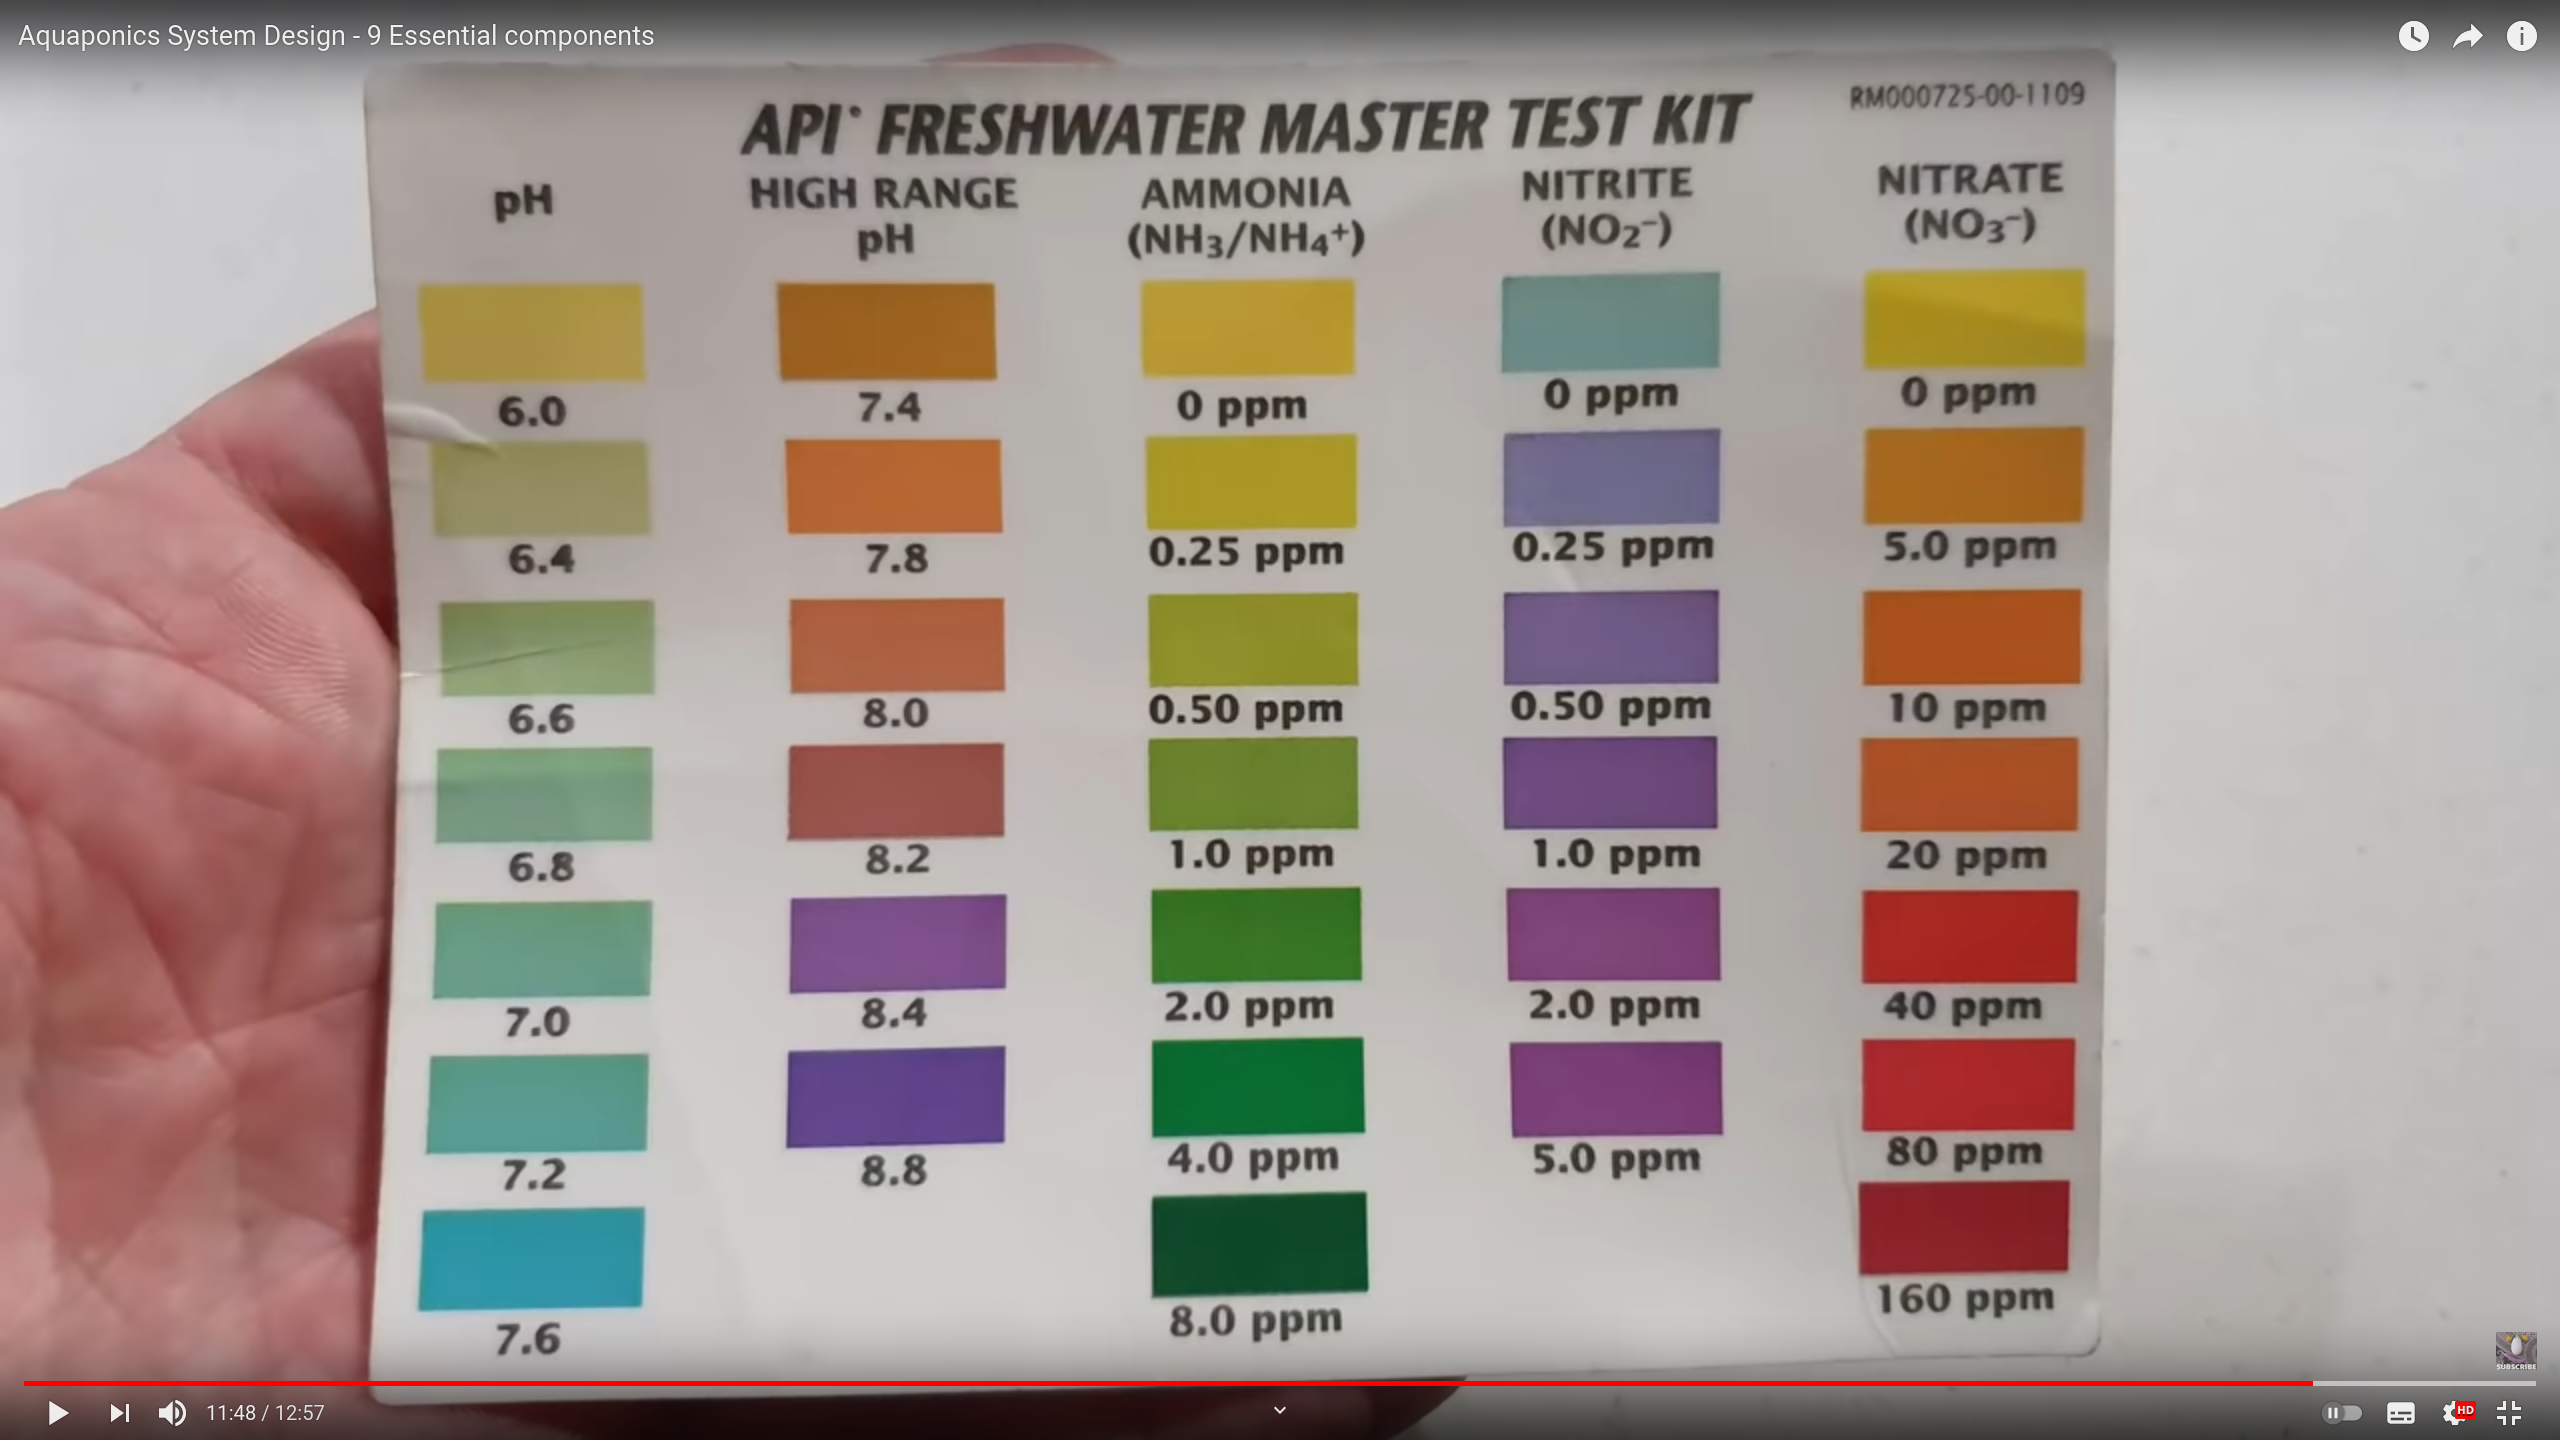 Aquaponics System Design - 9 Essential components
RM000725-00-1109
API® FRESHWATER MASTER TEST KIT
pH
HIGH RANGE
pH
AMMONIA
(NH₃/NH₄⁺)
NITRITE
(NO₂⁻)
NITRATE
(NO₃⁻)
6.0 7.4 0 ppm 0 ppm 0 ppm
6.4 7.8 0.25 ppm 0.25 ppm 5.0 ppm
6.6 8.0 0.50 ppm 0.50 ppm 10 ppm
6.8 8.2 1.0 ppm 1.0 ppm 20 ppm
7.0 8.4 2.0 ppm 2.0 ppm 40 ppm
7.2 8.8 4.0 ppm 5.0 ppm 80 ppm
7.6 8.0 ppm 160 ppm
SUBSCRIBE
11:48 / 12:57
HD